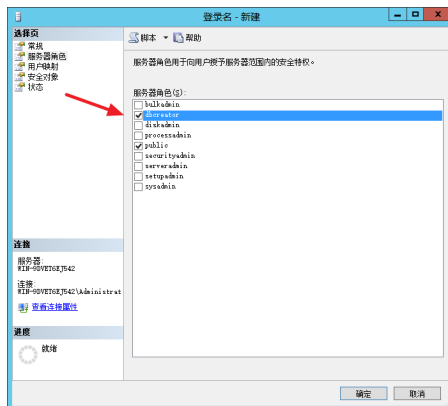 登录名 - 新建
选择页
常规
服务器角色
用户映射
安全对象
状态
脚本
帮助
服务器角色用于向用户授予服务器范围内的安全特权。
服务器角色(S):
bulkadmin
dbcreator
diskadmin
processadmin
public
securityadmin
serveradmin
setupadmin
sysadmin
连接
服务器:
WIN-9DVET6EJ542
连接:
WIN-9DVET6EJ542\Administrat
查看连接属性
进度
就绪
确定
取消